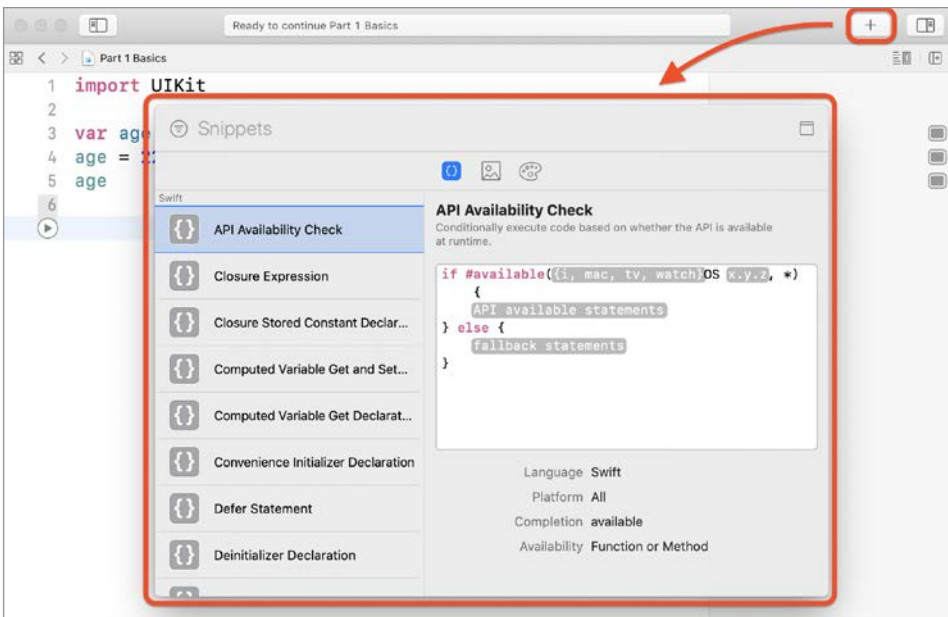 Ready to continue Part 1 Basics
Part 1 Basics
1 import UIKit
2
3 var age
4 age = 22
5 age
6
Snippets
Swift
API Availability Check
Closure Expression
Closure Stored Constant Declar...
Computed Variable Get and Set...
Computed Variable Get Declarat...
Convenience Initializer Declaration
Defer Statement
Deinitializer Declaration
API Availability Check
Conditionally execute code based on whether the API is available
at runtime.
if #available({i, mac, tv, watch}OS x.y.z, *)
{
API available statements
} else {
fallback statements
}
Language Swift
Platform All
Completion available
Availability Function or Method